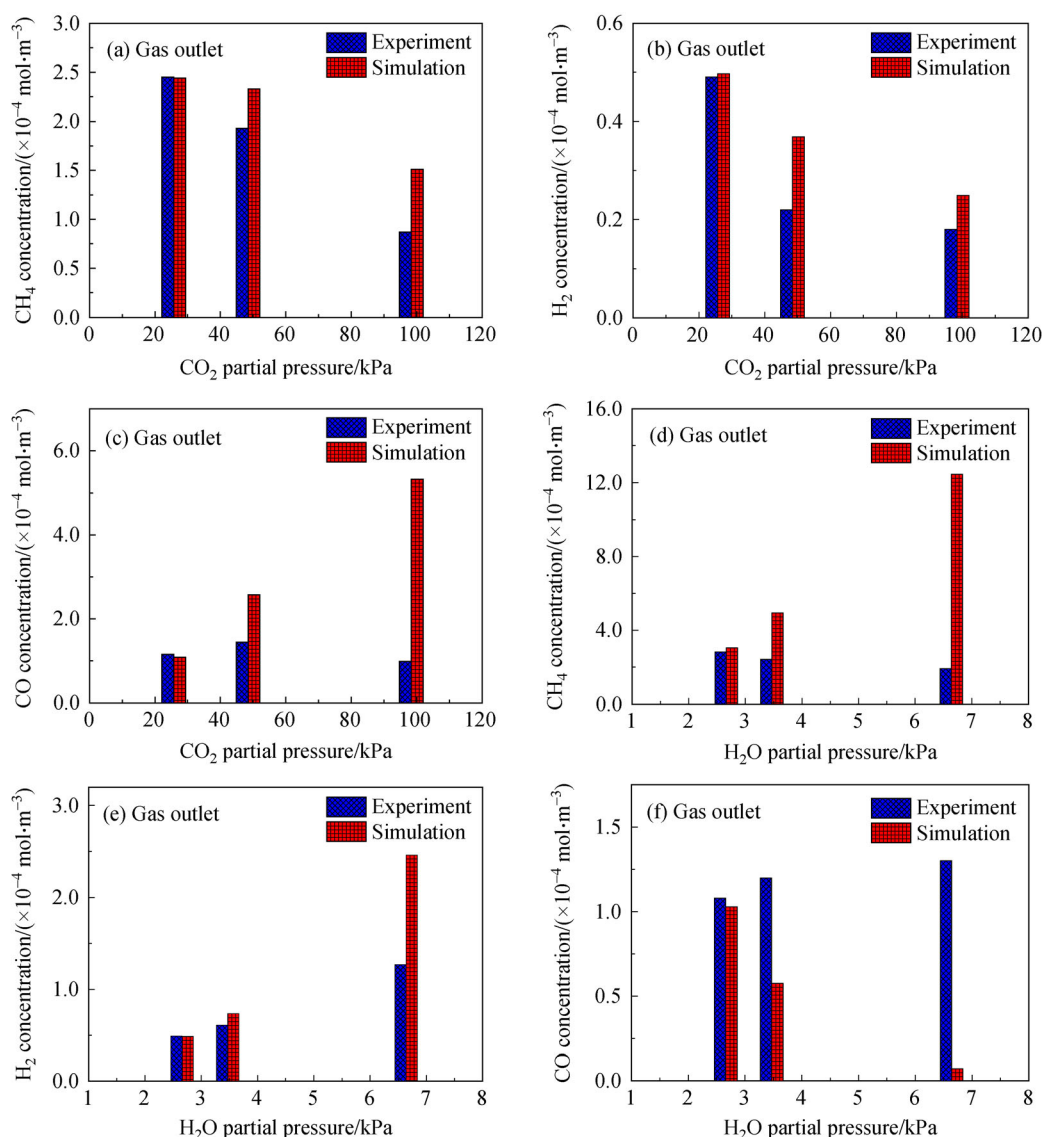 (a) Gas outlet
Experiment
Simulation
CH₄ concentration/(×10⁻⁴ mol·m⁻³)
3.0
2.5
2.0
1.5
1.0
0.5
0.0
0 20 40 60 80 100 120
CO₂ partial pressure/kPa
(b) Gas outlet
Experiment
Simulation
H₂ concentration/(×10⁻⁴ mol·m⁻³)
0.6
0.4
0.2
0.0
0 20 40 60 80 100 120
CO₂ partial pressure/kPa
(c) Gas outlet
Experiment
Simulation
CO concentration/(×10⁻⁴ mol·m⁻³)
6.0
4.0
2.0
0.0
0 20 40 60 80 100 120
CO₂ partial pressure/kPa
(d) Gas outlet
Experiment
Simulation
CH₄ concentration/(×10⁻⁴ mol·m⁻³)
16.0
12.0
8.0
4.0
0.0
1 2 3 4 5 6 7 8
H₂O partial pressure/kPa
(e) Gas outlet
Experiment
Simulation
H₂ concentration/(×10⁻⁴ mol·m⁻³)
3.0
2.0
1.0
0.0
1 2 3 4 5 6 7 8
H₂O partial pressure/kPa
(f) Gas outlet
Experiment
Simulation
CO concentration/(×10⁻⁴ mol·m⁻³)
1.5
1.0
0.5
0.0
1 2 3 4 5 6 7 8
H₂O partial pressure/kPa